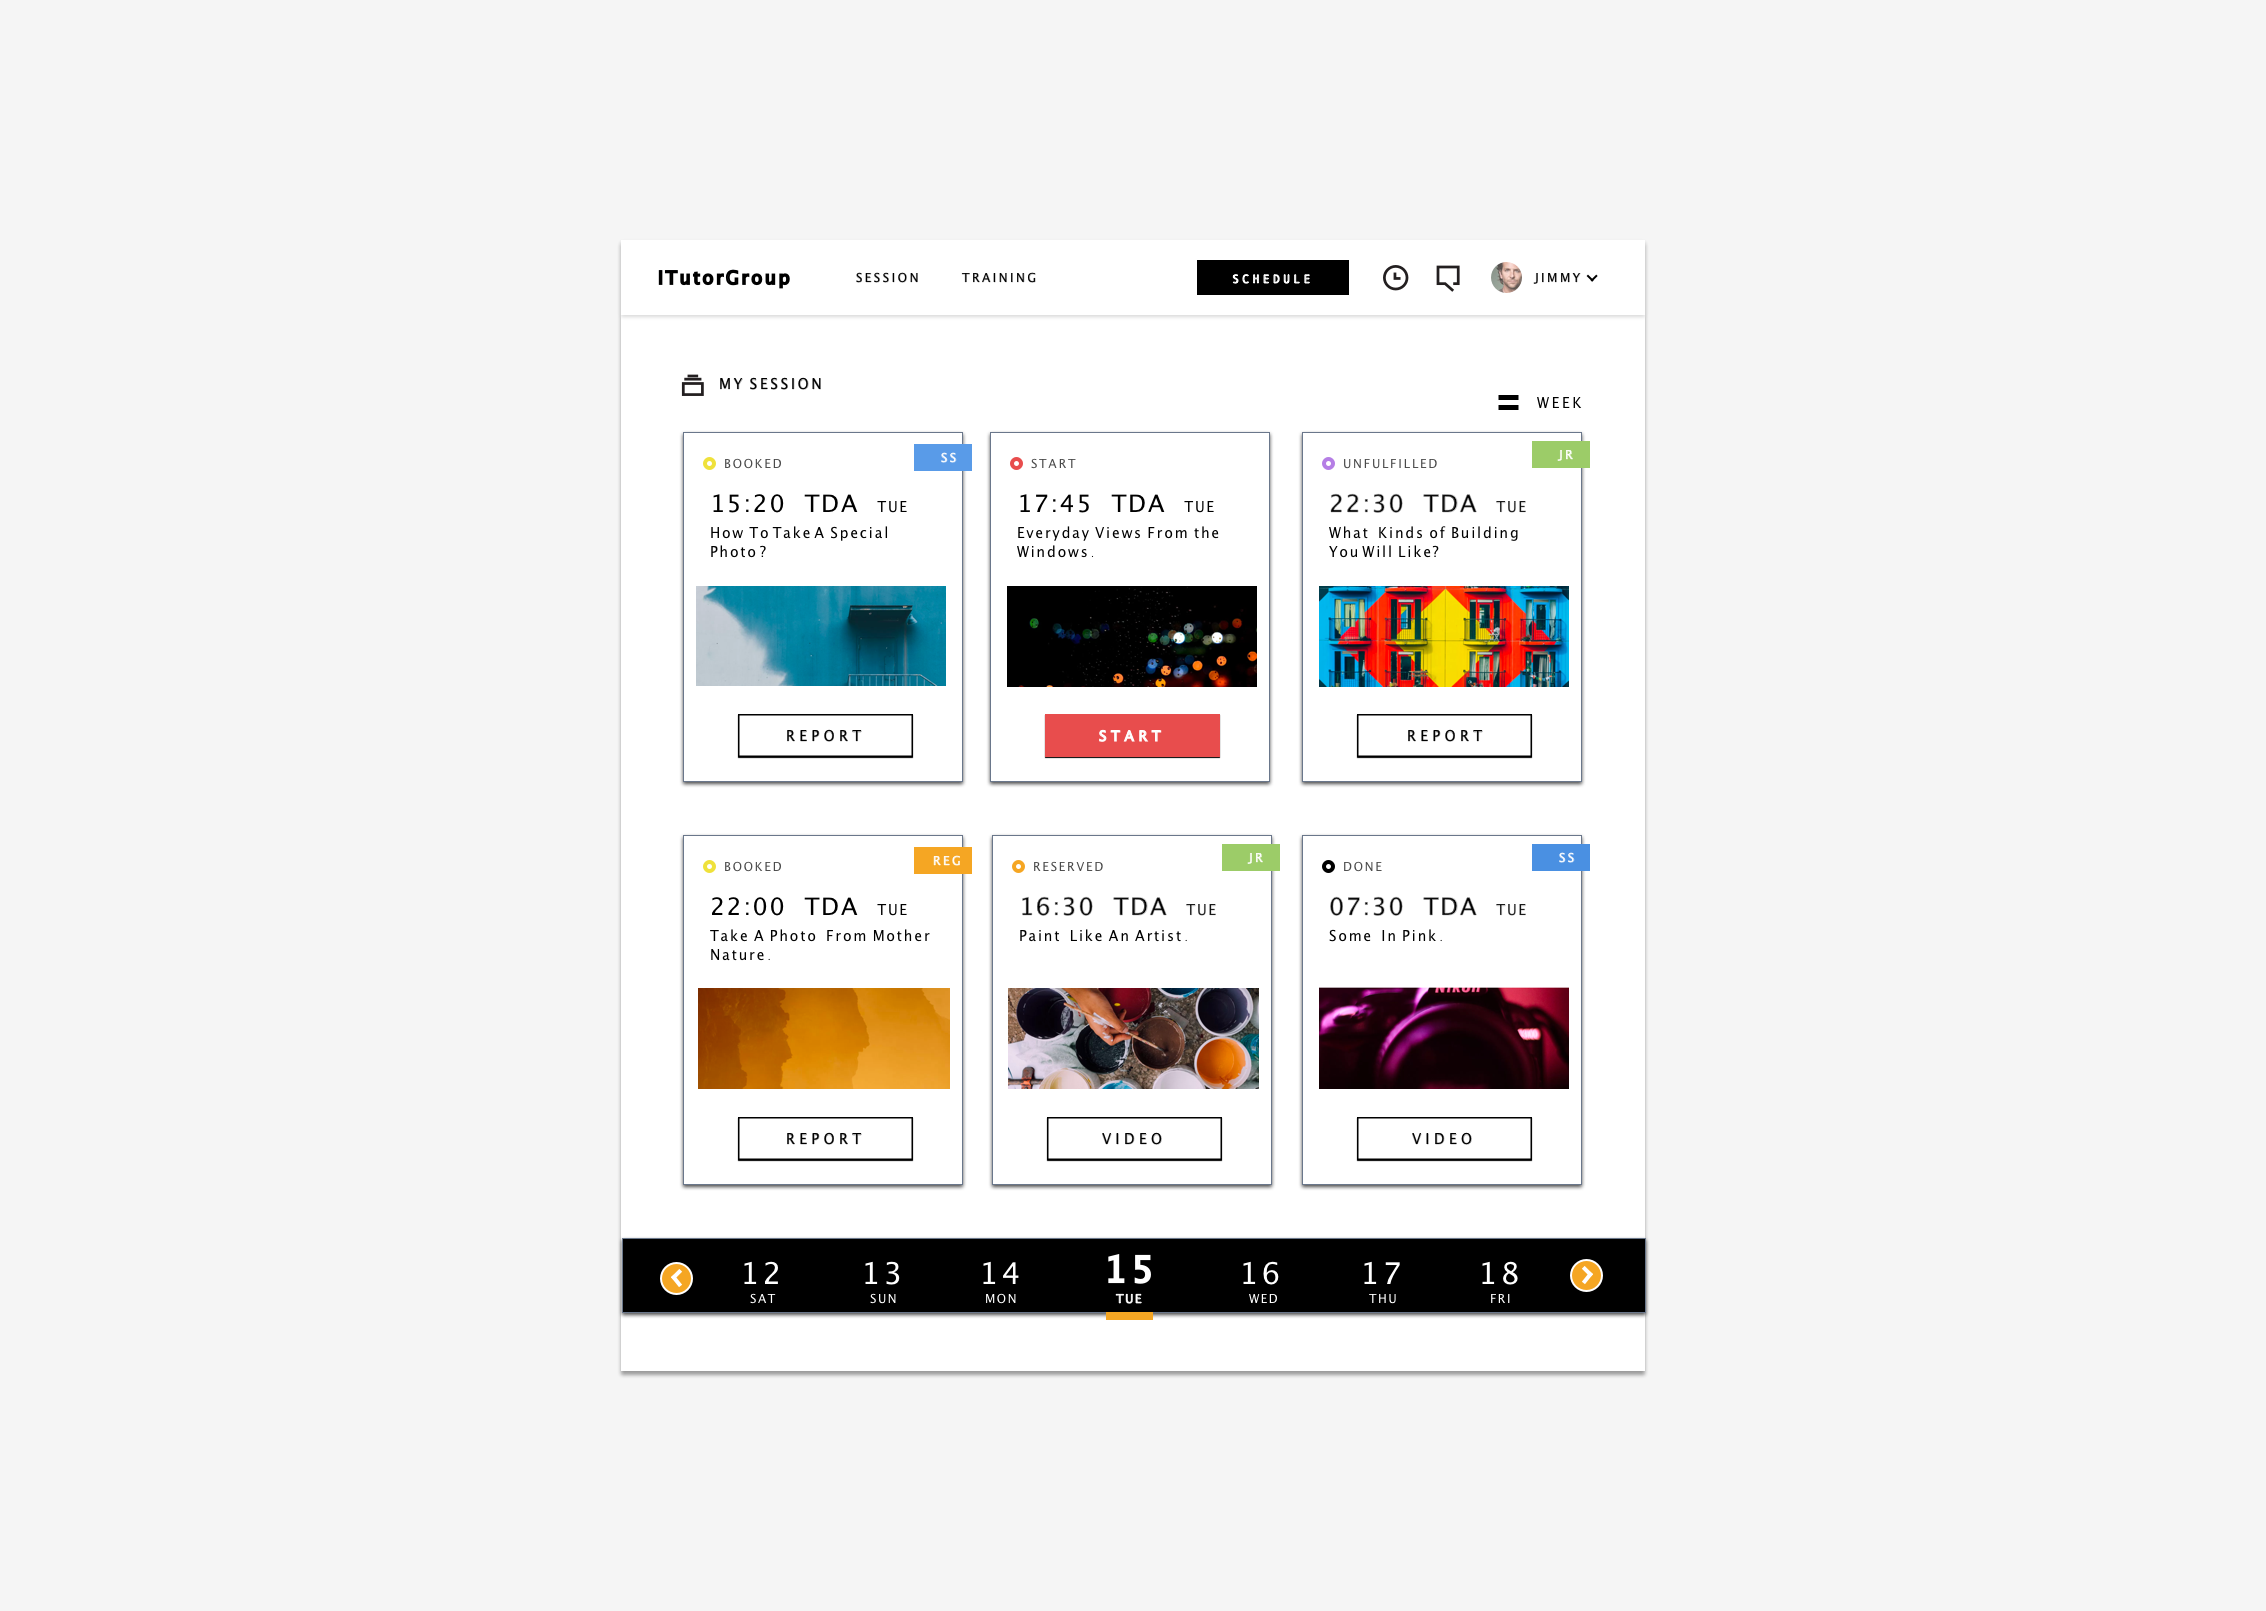 ITutorGroup
SESSION
TRAINING
SCHEDULE
JIMMY
MY SESSION
WEEK
BOOKED
SS
15:20 TDA TUE
How To Take A Special
Photo?
REPORT
START
17:45 TDA TUE
Everyday Views From the
Windows.
START
UNFULFILLED
JR
22:30 TDA TUE
What Kinds of Building
You Will Like?
REPORT
BOOKED
REG
22:00 TDA TUE
Take A Photo From Mother
Nature.
REPORT
RESERVED
JR
16:30 TDA TUE
Paint Like An Artist.
VIDEO
DONE
SS
07:30 TDA TUE
Some In Pink.
Nikon
VIDEO
12 13 14 15 16 17 18
SAT SUN MON TUE WED THU FRI